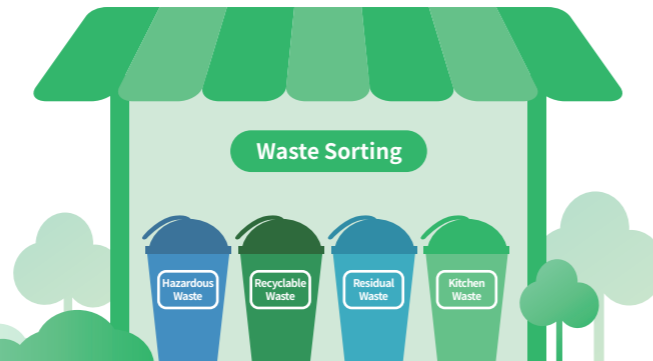 Waste Sorting
Hazardous
Waste
Recyclable
Waste
Residual
Waste
Kitchen
Waste